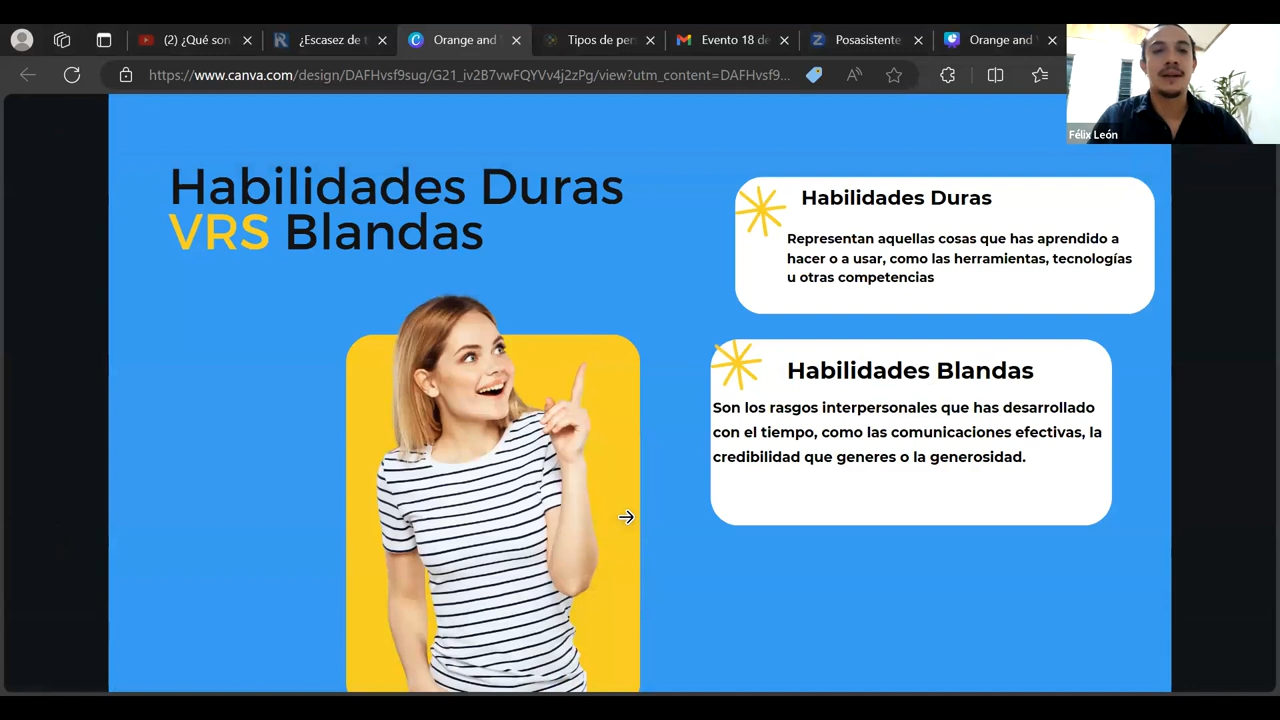 (2) ¿Qué son
¿Escasez de t
Orange and
Tipos de per
Evento 18 de
Posasistente
Orange and
https://www.canva.com/design/DAFHvsf9sug/G21_iv2B7vwFQYVv4j2zPg/view?utm_content=DAFHvsf9...
Félix León
Habilidades Duras
VRS Blandas
Habilidades Duras
Representan aquellas cosas que has aprendido a
hacer o a usar, como las herramientas, tecnologías
u otras competencias
Habilidades Blandas
Son los rasgos interpersonales que has desarrollado
con el tiempo, como las comunicaciones efectivas, la
credibilidad que generes o la generosidad.